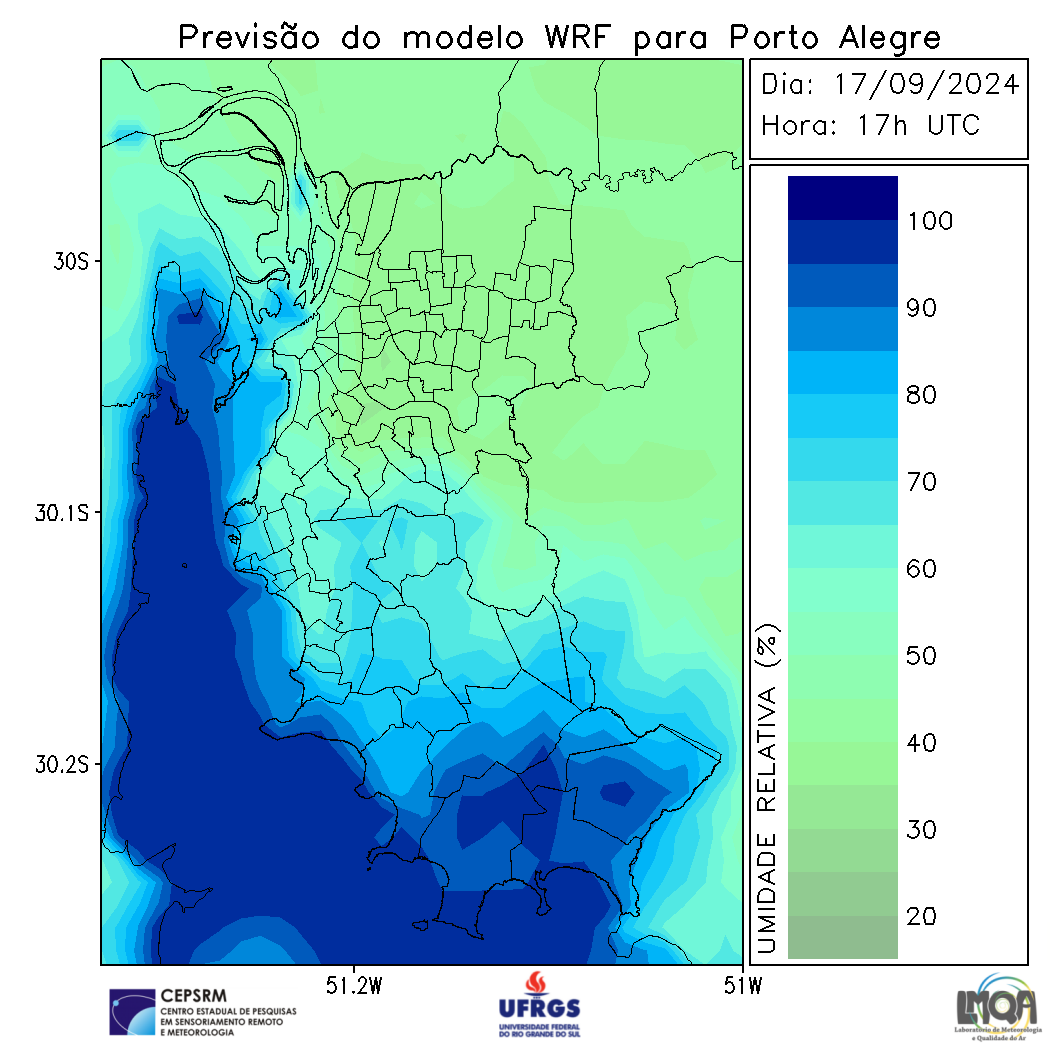 Previsão do modelo WRF para Porto Alegre
Dia: 17/09/2024
Hora: 17h UTC
30S
30.1S
30.2S
51.2W
51W
100
90
80
70
60
50
40
30
20
UMIDADE RELATIVA (%)
CEPSRM
CENTRO ESTADUAL DE PESQUISAS
EM SENSORIAMENTO REMOTO
E METEOROLOGIA
UFRGS
UNIVERSIDADE FEDERAL
DO RIO GRANDE DO SUL
LMQA
Laboratório de Meteorologia
e Qualidade do Ar